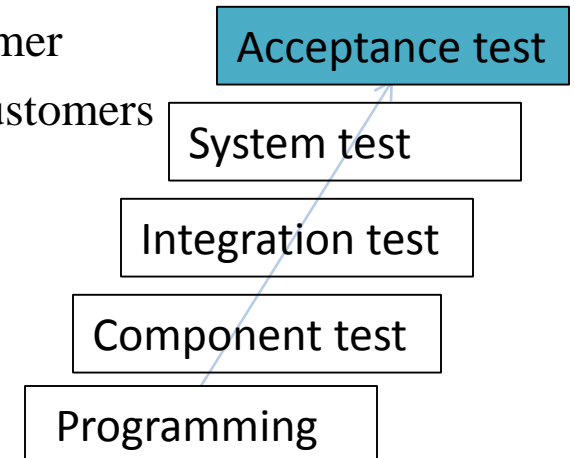 mer
ustomers
Acceptance test
System test
Integration test
Component test
Programming